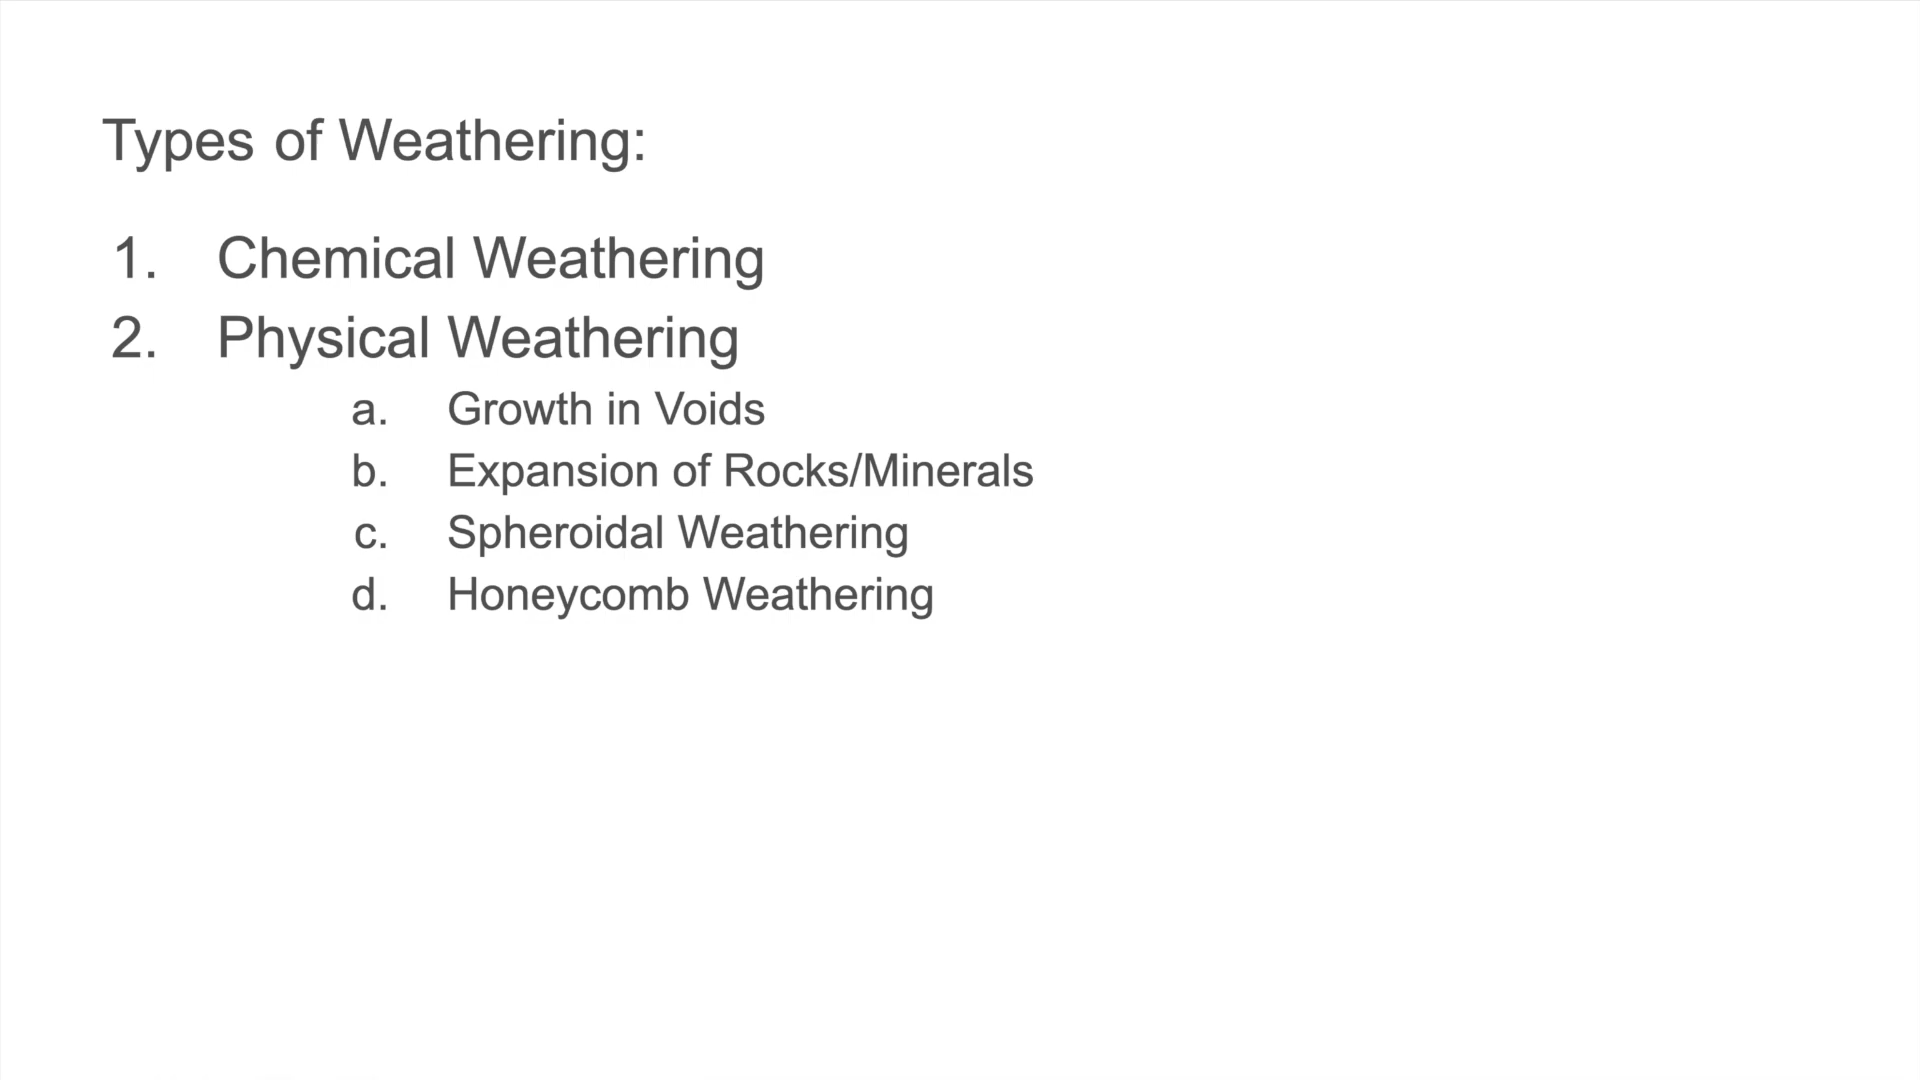 Types of Weathering:
1. Chemical Weathering
2. Physical Weathering
a. Growth in Voids
b. Expansion of Rocks/Minerals
c. Spheroidal Weathering
d. Honeycomb Weathering